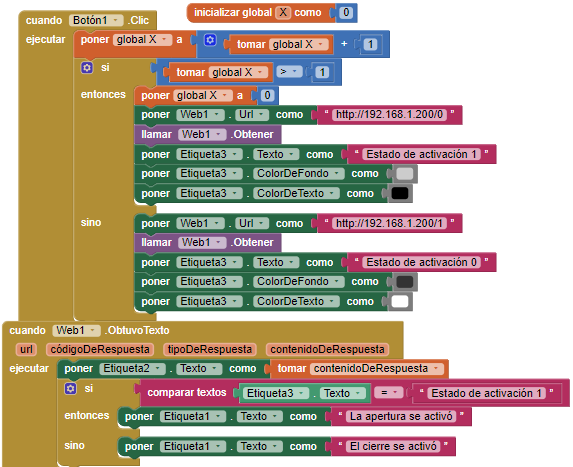 inicializar global X como 0
cuando Botón1 .Clic
ejecutar poner global X a tomar global X + 1
si tomar global X > 1
entonces poner global X a 0
poner Web1 . Url como " http://192.168.1.200/0 "
llamar Web1 .Obtener
poner Etiqueta3 . Texto como " Estado de activación 1 "
poner Etiqueta3 . ColorDeFondo como
poner Etiqueta3 . ColorDeTexto como
sino poner Web1 . Url como " http://192.168.1.200/1 "
llamar Web1 .Obtener
poner Etiqueta3 . Texto como " Estado de activación 0 "
poner Etiqueta3 . ColorDeFondo como
poner Etiqueta3 . ColorDeTexto como
cuando Web1 .ObtuvoTexto
url códigoDeRespuesta tipoDeRespuesta contenidoDeRespuesta
ejecutar poner Etiqueta2 . Texto como tomar contenidoDeRespuesta
si comparar textos Etiqueta3 . Texto = " Estado de activación 1 "
entonces poner Etiqueta1 . Texto como " La apertura se activó "
sino poner Etiqueta1 . Texto como " El cierre se activó "